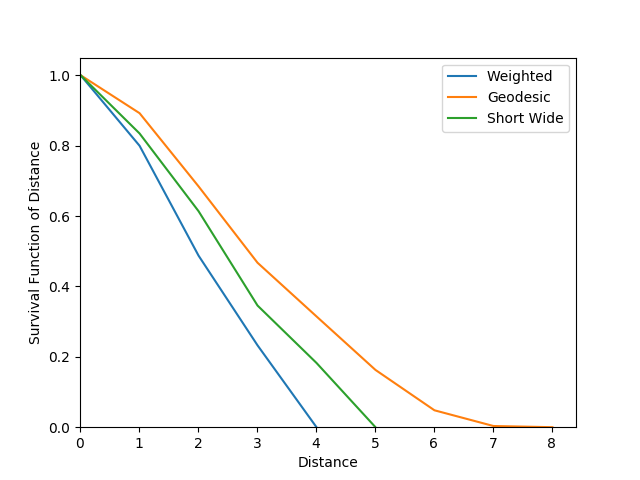 Weighted
Geodesic
Short Wide
Survival Function of Distance
1.0
0.8
0.6
0.4
0.2
0.0
0 1 2 3 4 5 6 7 8
Distance